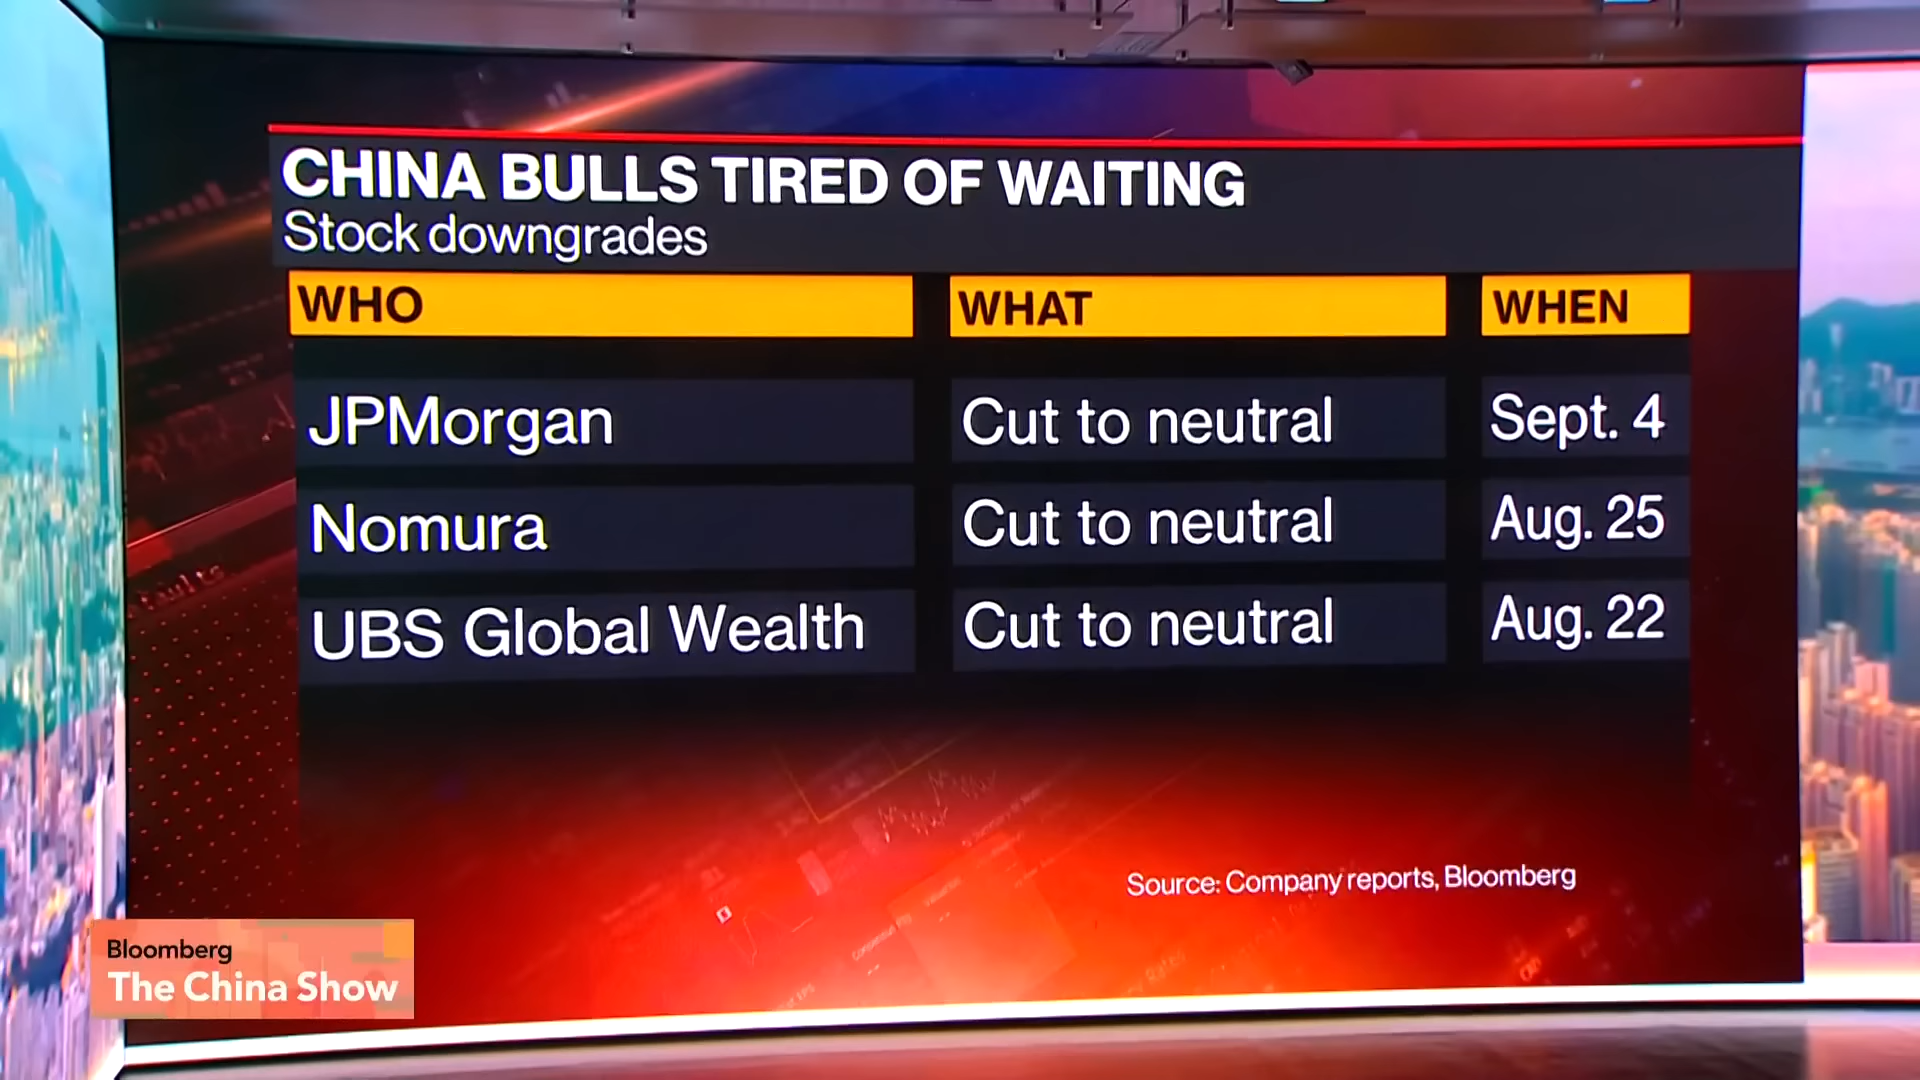 CHINA BULLS TIRED OF WAITING
Stock downgrades
WHO WHAT WHEN
JPMorgan Cut to neutral Sept. 4
Nomura Cut to neutral Aug. 25
UBS Global Wealth Cut to neutral Aug. 22
Source: Company reports, Bloomberg
Bloomberg
The China Show